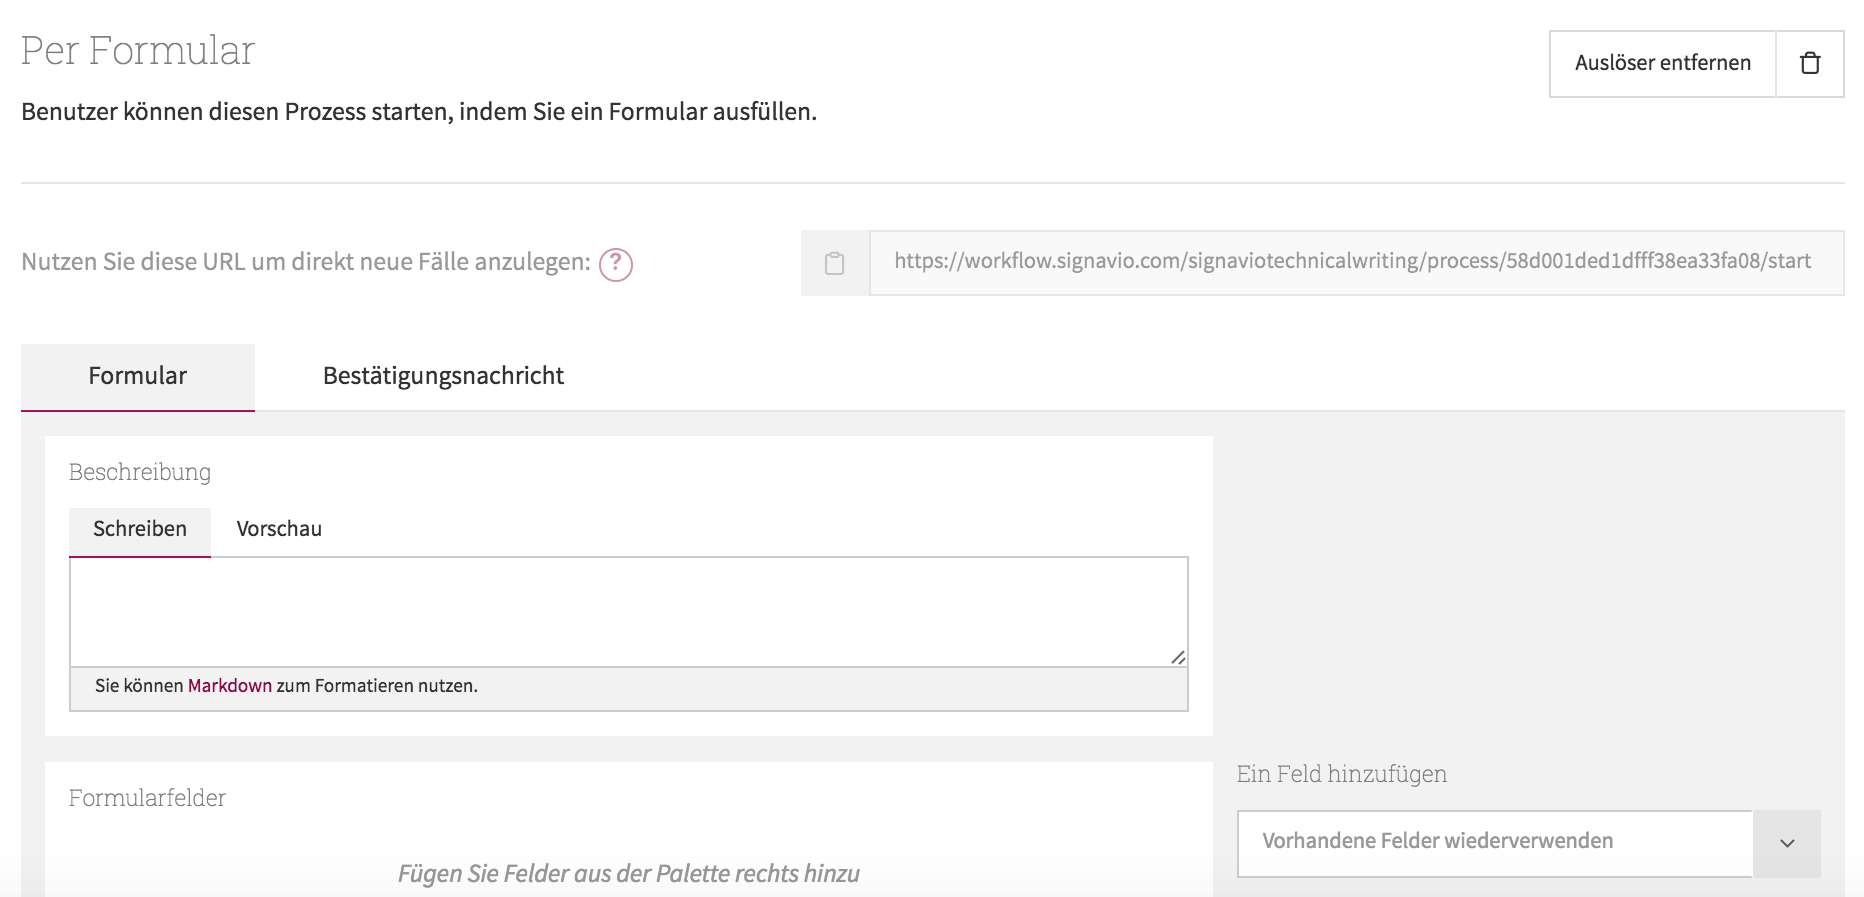 Per Formular
Auslöser entfernen
Benutzer können diesen Prozess starten, indem Sie ein Formular ausfüllen.
Nutzen Sie diese URL um direkt neue Fälle anzulegen: ?
https://workflow.signavio.com/signaviotechnicalwriting/process/58d001ded1dfff38ea33fa08/start
Formular
Bestätigungsnachricht
Beschreibung
Schreiben
Vorschau
Sie können Markdown zum Formatieren nutzen.
Formularfelder
Fügen Sie Felder aus der Palette rechts hinzu
Ein Feld hinzufügen
Vorhandene Felder wiederverwenden